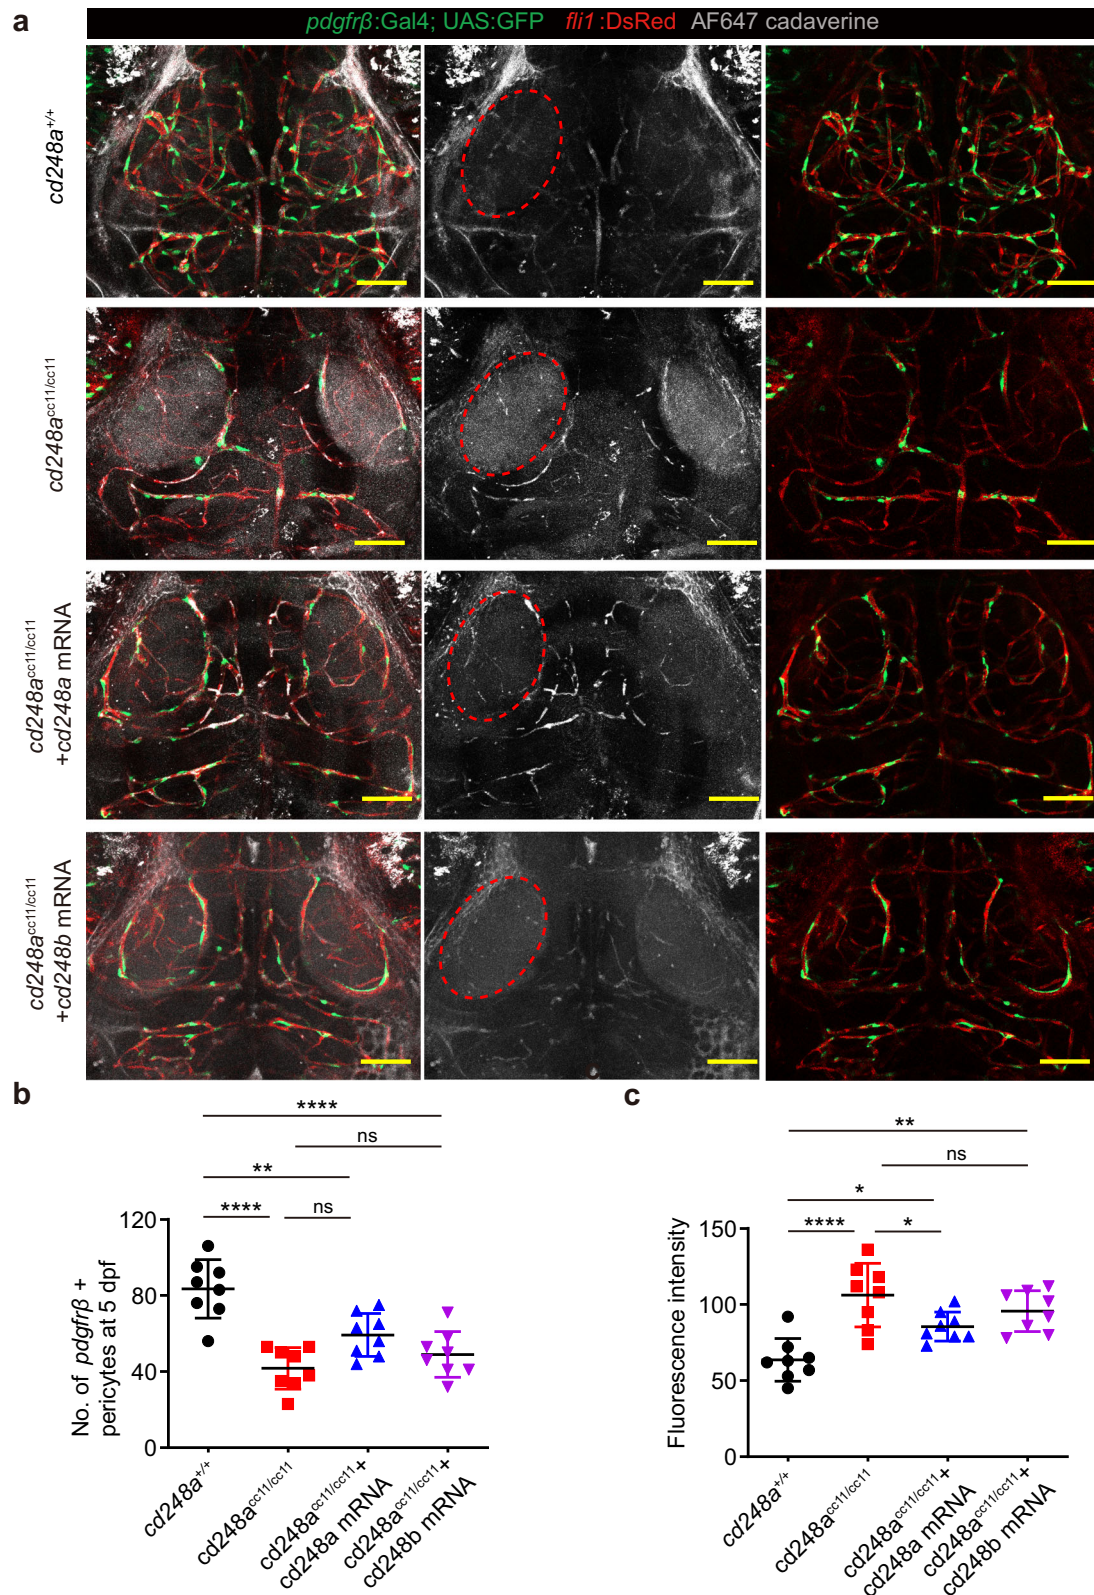 a
pdgfrβ:Gal4; UAS:GFP fli1:DsRed AF647 cadaverine
cd248a+/+
cd248acc11/cc11
cd248acc11/cc11
+cd248a mRNA
cd248acc11/cc11
+cd248b mRNA
b
****
ns
**
****
ns
120
80
40
0
No. of pdgfrβ +
pericytes at 5 dpf
cd248a+/+
cd248acc11/cc11
cd248acc11/cc11+
cd248a mRNA
cd248acc11/cc11+
cd248b mRNA
c
**
ns
*
****
*
150
100
50
0
Fluorescence intensity
cd248a+/+
cd248acc11/cc11
cd248acc11/cc11+
cd248a mRNA
cd248acc11/cc11+
cd248b mRNA